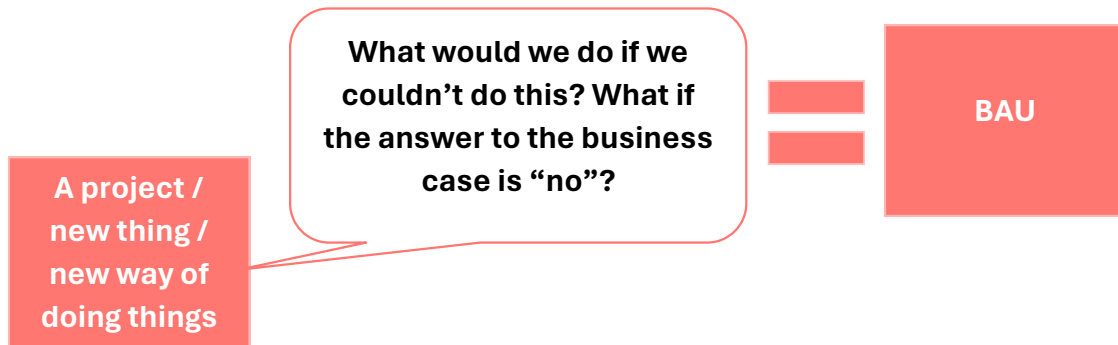 What would we do if we
couldn’t do this? What if
the answer to the business
case is “no”?
BAU
A project /
new thing /
new way of
doing things